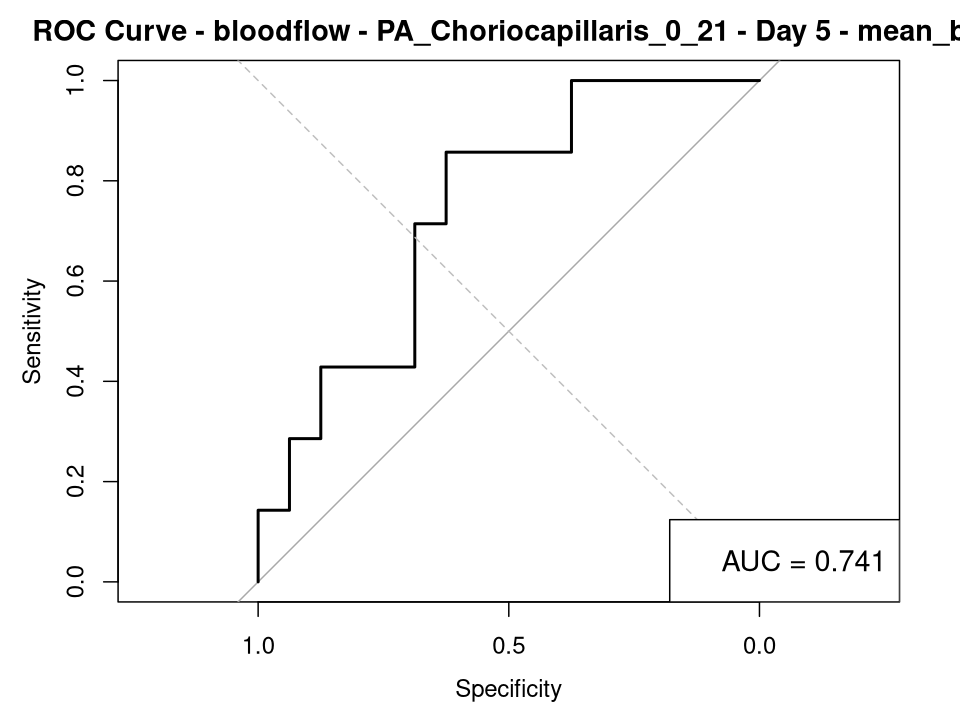 ROC Curve - bloodflow - PA_Choriocapillaris_0_21 - Day 5 - mean_b
1.0
0.8
0.6
0.4
0.2
0.0
Sensitivity
AUC = 0.741
1.0 0.5 0.0
Specificity